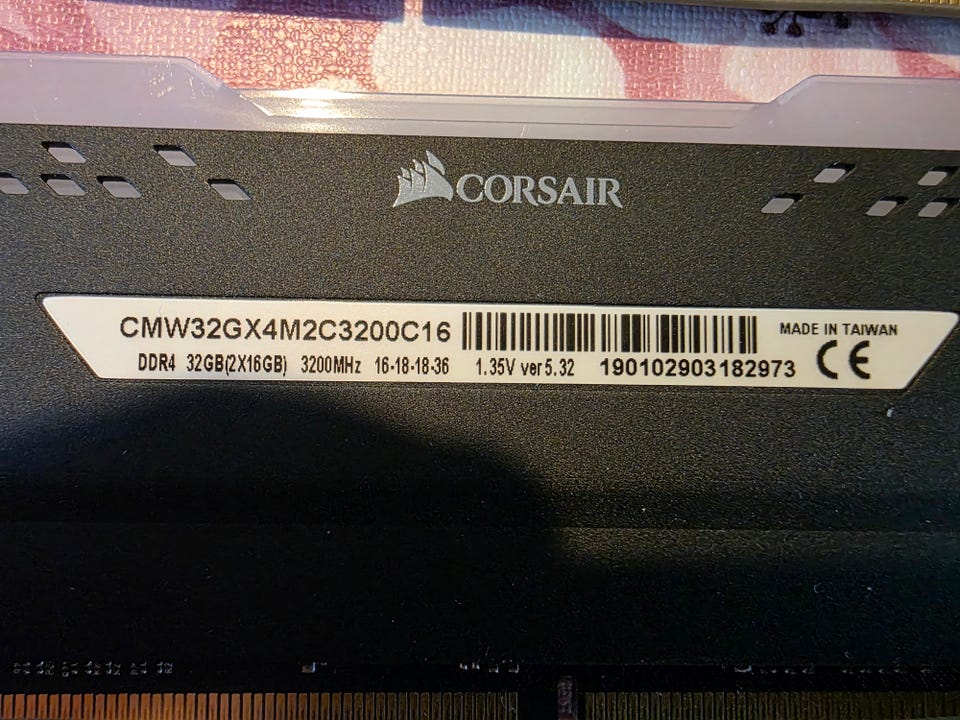 CORSAIR
CMW32GX4M2C3200C16
DDR4 32GB(2X16GB) 3200MHz 16-18-18-36 1.35V ver5.32
190102903182973
MADE IN TAIWAN
CE